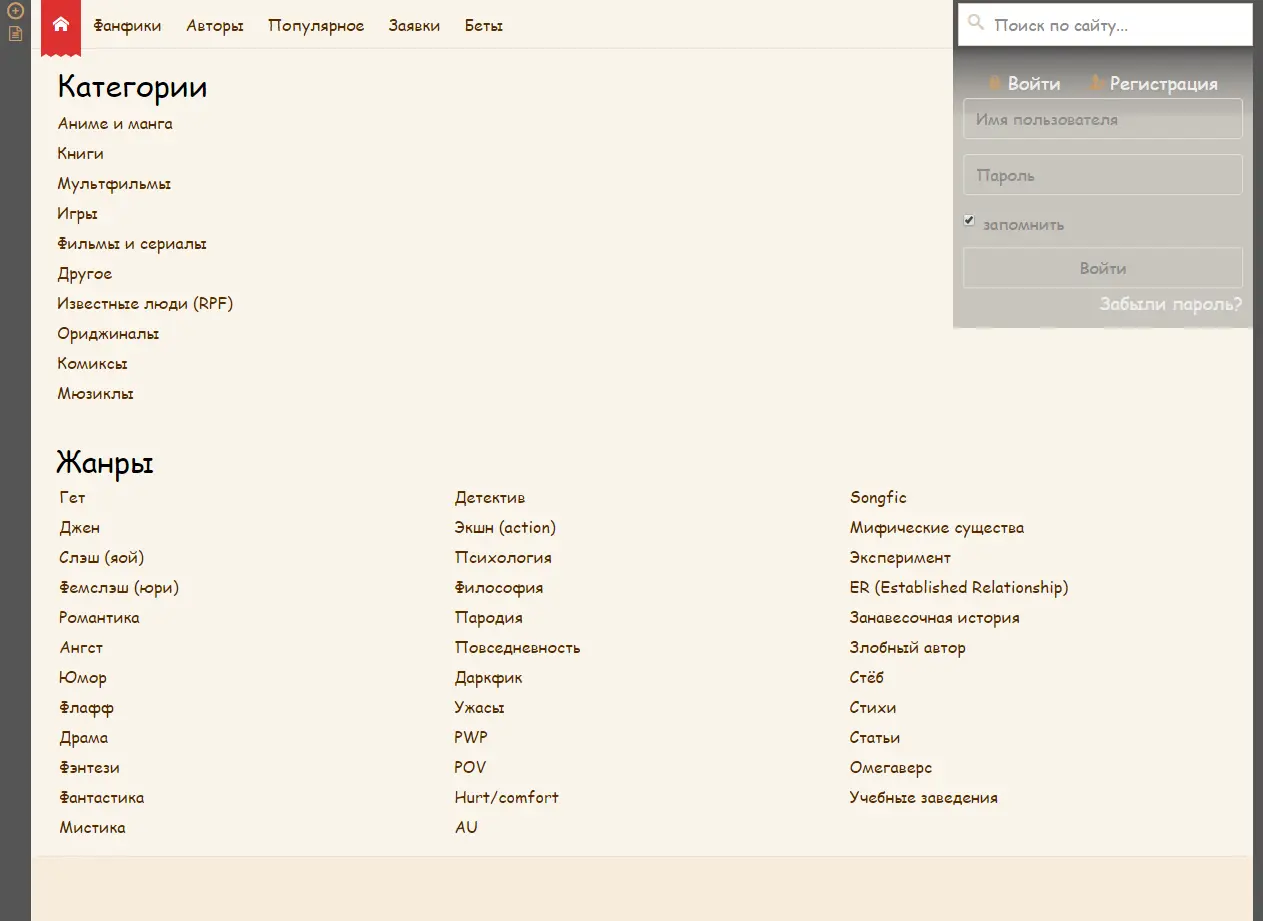 Фанфики Авторы Популярное Заявки Беты
Поиск по сайту...
Войти Регистрация
Имя пользователя
Пароль
запомнить
Войти
Забыли пароль?
Категории
Аниме и манга
Книги
Мультфильмы
Игры
Фильмы и сериалы
Другое
Известные люди (RPF)
Ориджиналы
Комиксы
Мюзиклы
Жанры
Гет
Джен
Слэш (яой)
Фемслэш (юри)
Романтика
Ангст
Юмор
Флафф
Драма
Фэнтези
Фантастика
Мистика
Детектив
Экшн (action)
Психология
Философия
Пародия
Повседневность
Даркфик
Ужасы
PWP
POV
Hurt/comfort
AU
Songfic
Мифические существа
Эксперимент
ER (Established Relationship)
Занавесочная история
Злобный автор
Стёб
Стихи
Статьи
Омегаверс
Учебные заведения